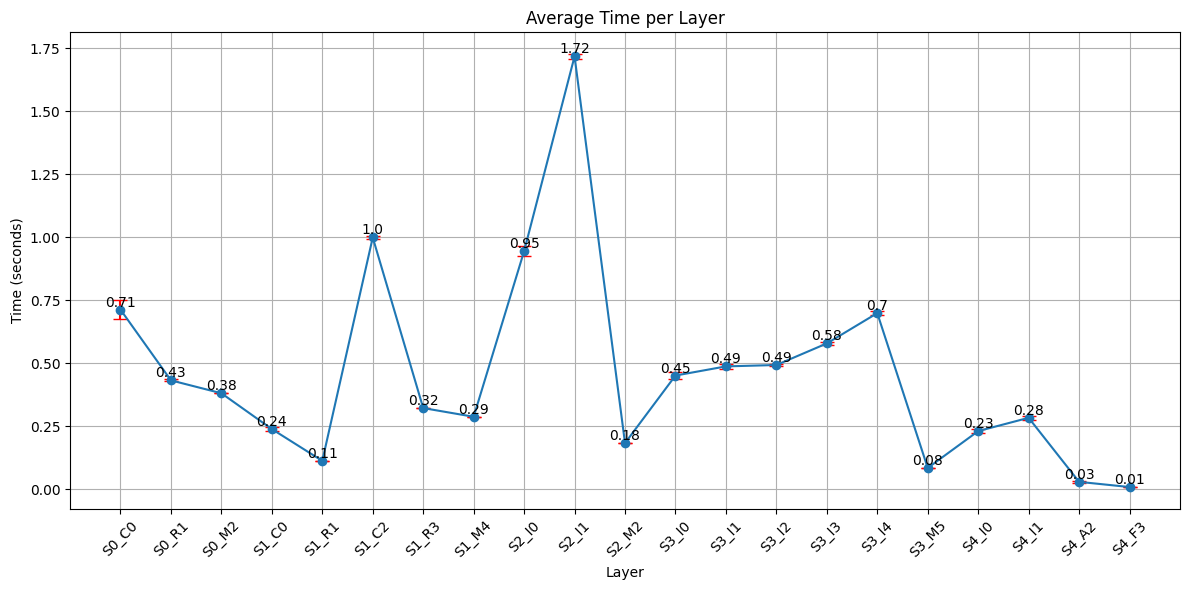 Average Time per Layer
Time (seconds)
1.75
1.50
1.25
1.00
0.75
0.50
0.25
0.00
0.71
0.43
0.38
0.24
0.11
1.0
0.32
0.29
0.95
1.72
0.18
0.45
0.49
0.49
0.58
0.7
0.08
0.23
0.28
0.03
0.01
S0_C0
S0_R1
S0_M2
S1_C0
S1_R1
S1_C2
S1_R3
S1_M4
S2_I0
S2_I1
S2_M2
S3_I0
S3_I1
S3_I2
S3_I3
S3_I4
S3_M5
S4_I0
S4_I1
S4_A2
S4_F3
Layer